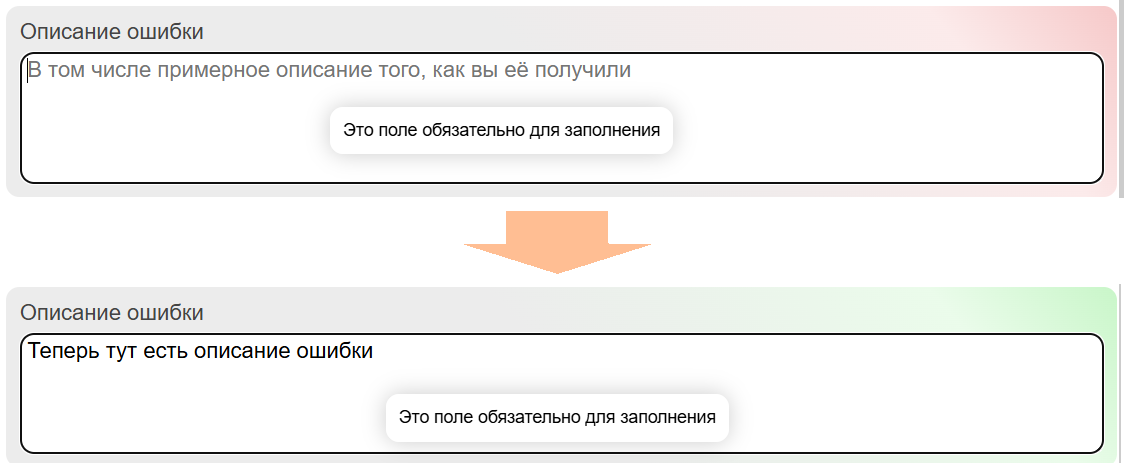 Описание ошибки
В том числе примерное описание того, как вы её получили
Это поле обязательно для заполнения
Описание ошибки
Теперь тут есть описание ошибки
Это поле обязательно для заполнения